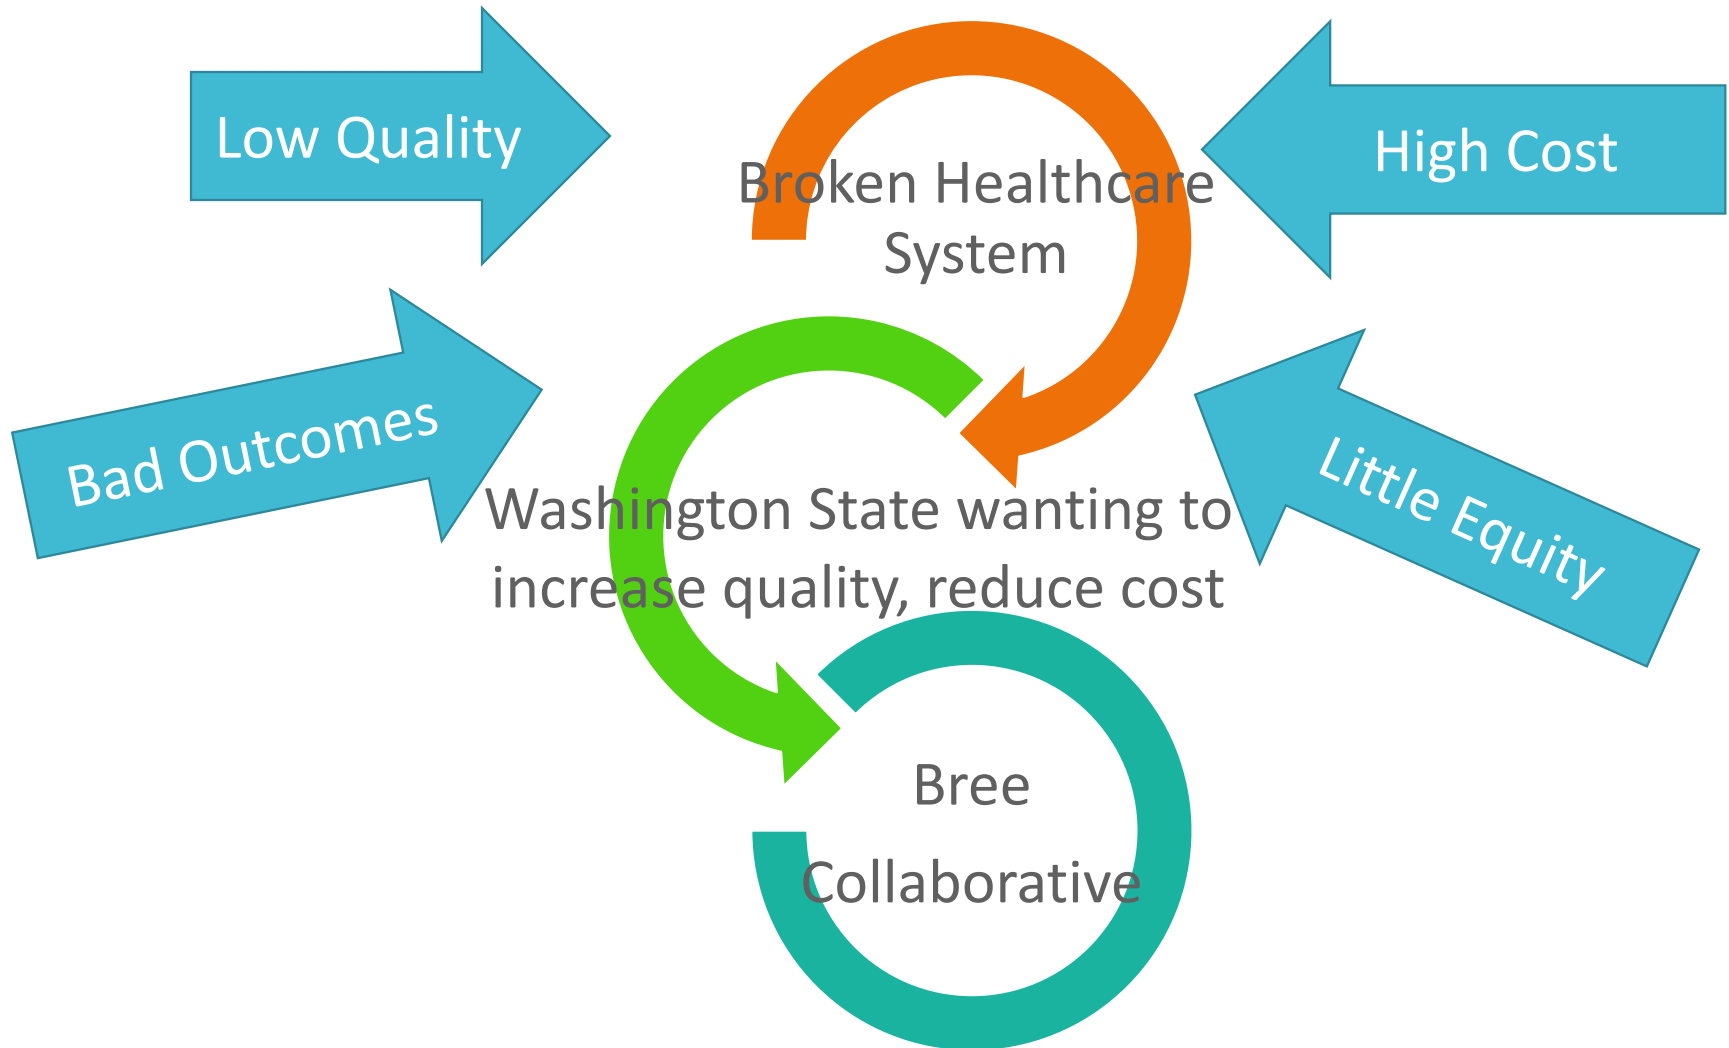 Low Quality
High Cost
Broken Healthcare
System
Bad Outcomes
Little Equity
Washington State wanting to
increase quality, reduce cost
Bree
Collaborative